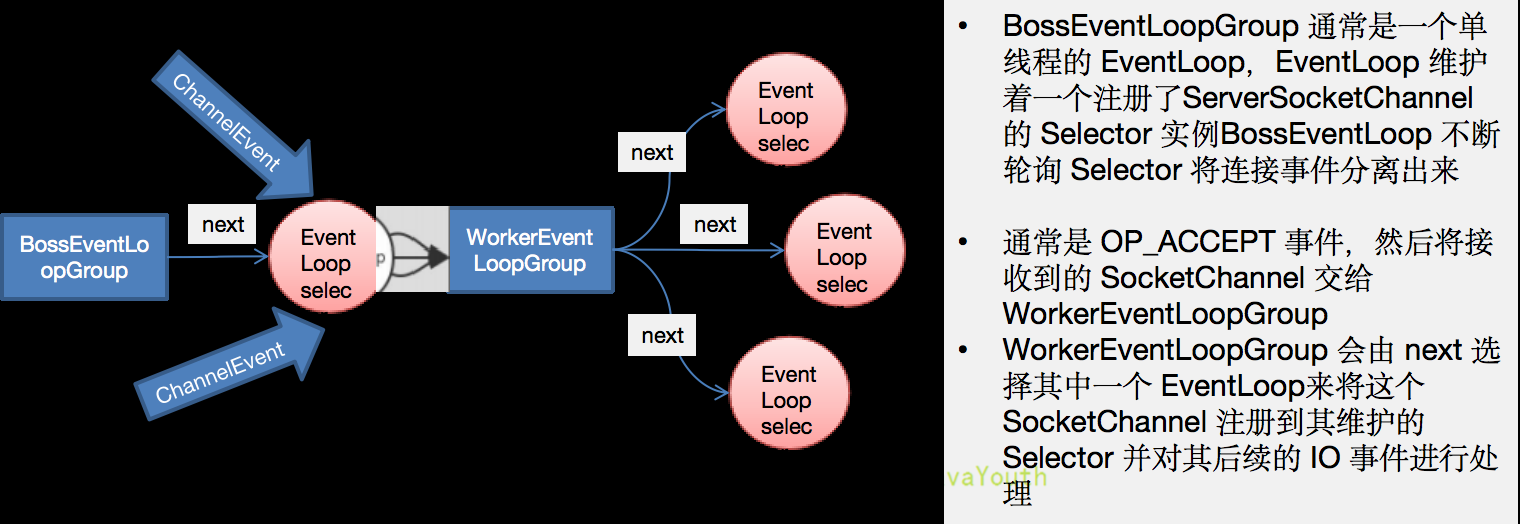 ChannelEvent
BossEventLo
opGroup
next
Event
Loop
selec
p
ChannelEvent
WorkerEvent
LoopGroup
next
Event
Loop
selec
next
Event
Loop
selec
next
Event
Loop
selec
• BossEventLoopGroup 通常是一个单
线程的 EventLoop，EventLoop 维护
着一个注册了ServerSocketChannel
的 Selector 实例BossEventLoop 不断
轮询 Selector 将连接事件分离出来
• 通常是 OP_ACCEPT 事件，然后将接
收到的 SocketChannel 交给
WorkerEventLoopGroup
• WorkerEventLoopGroup 会由 next 选
择其中一个 EventLoop来将这个
SocketChannel 注册到其维护的
Selector 并对其后续的 IO 事件进行处
理
vaYouth